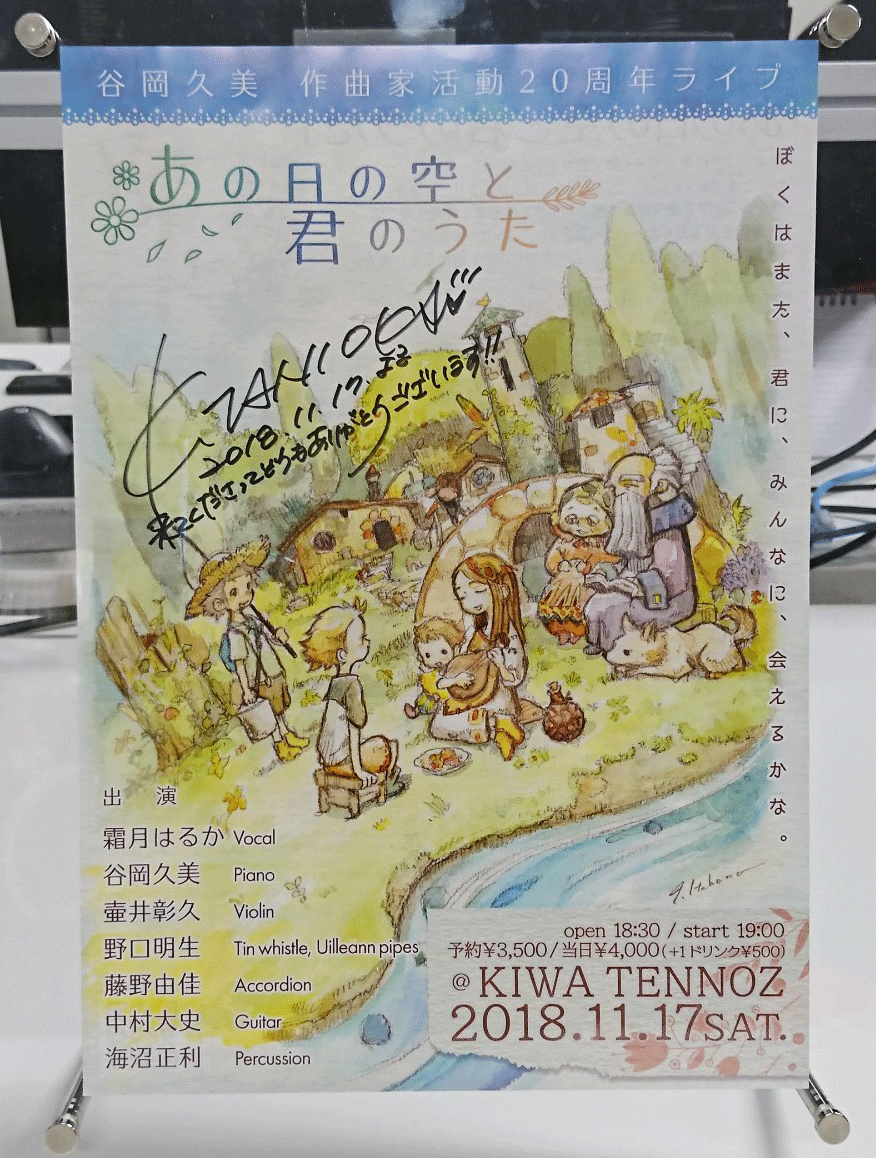 谷岡久美 作曲家活動20周年ライブ
あの日の空と
君のうた
ぼくはまた、君に、みんなに、会えるかな。
2018.11.17
来てくださってどうもありがとうございます!!
出演
霜月はるか Vocal
谷岡久美 Piano
壷井彰久 Violin
野口明生 Tin whistle, Uilleann pipes
藤野由佳 Accordion
中村大史 Guitar
海沼正利 Percussion
open 18:30 / start 19:00
予約¥3,500/当日¥4,000(+1ドリンク¥500)
@ KIWA TENNOZ
2018.11.17 SAT.